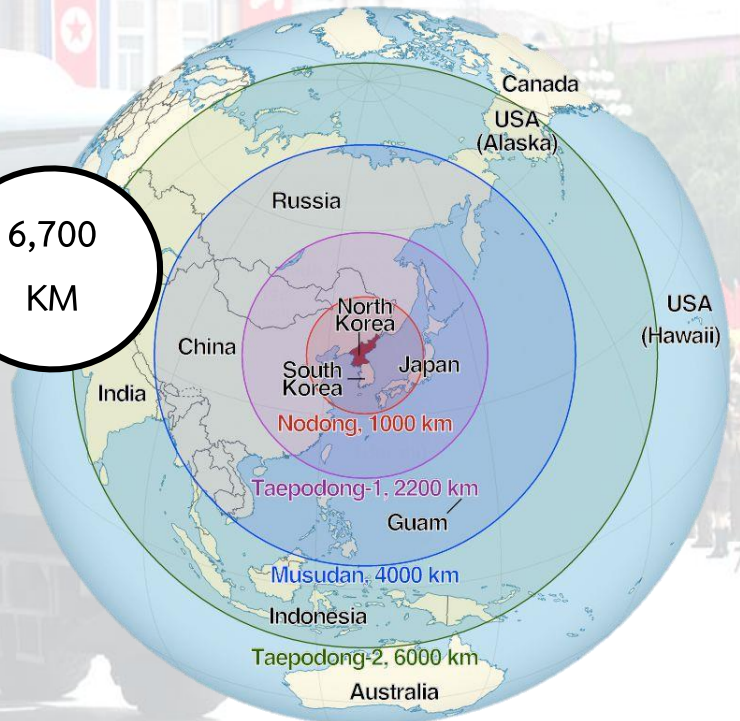 Canada
USA
(Alaska)
Russia
6,700
KM
USA
(Hawaii)
North
Korea
China
South
Korea
Japan
India
Nodong, 1000 km
Taepodong-1, 2200 km
Guam
Musudan, 4000 km
Indonesia
Taepodong-2, 6000 km
Australia